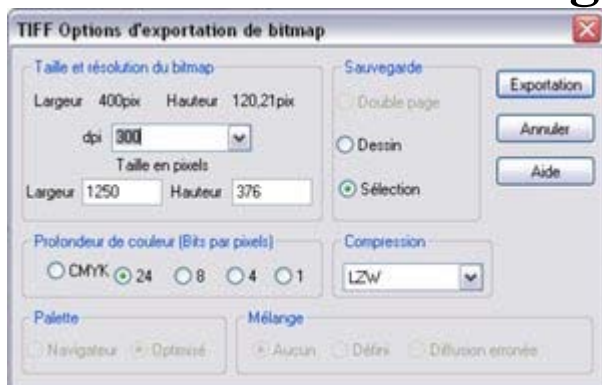 TIFF Options d'exportation de bitmap
Taille et résolution du bitmap
Largeur 400pix Hauteur 120,21pix
dpi 300
Taille en pixels
Largeur 1250 Hauteur 376
Sauvegarde
Double page
Dessin
Sélection
Exportation
Annuler
Aide
Profondeur de couleur (Bits par pixels)
CMYK 24 8 4 1
Compression
LZW
Palette
Navigateur Optimisé
Mélange
Aucun Défini Diffusion erronée